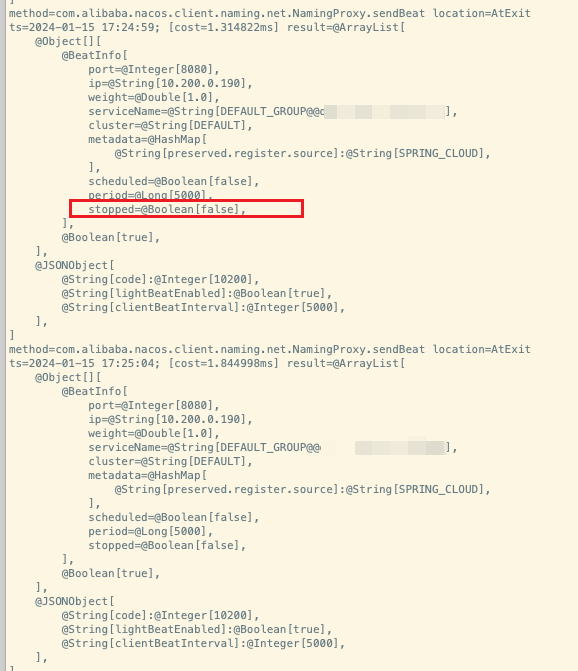 ]
method=com.alibaba.nacos.client.naming.net.NamingProxy.sendBeat location=AtExit
ts=2024-01-15 17:24:59; [cost=1.314822ms] result=@ArrayList[
    @Object[][
        @BeatInfo[
            port=@Integer[8080],
            ip=@String[10.200.0.190],
            weight=@Double[1.0],
            serviceName=@String[DEFAULT_GROUP@@ ],
            cluster=@String[DEFAULT],
            metadata=@HashMap[
                @String[preserved.register.source]:@String[SPRING_CLOUD],
            ],
            scheduled=@Boolean[false],
            period=@Long[5000],
            stopped=@Boolean[false],
        ],
        @Boolean[true],
    ],
    @JSONObject[
        @String[code]:@Integer[10200],
        @String[lightBeatEnabled]:@Boolean[true],
        @String[clientBeatInterval]:@Integer[5000],
    ],
]
method=com.alibaba.nacos.client.naming.net.NamingProxy.sendBeat location=AtExit
ts=2024-01-15 17:25:04; [cost=1.844998ms] result=@ArrayList[
    @Object[][
        @BeatInfo[
            port=@Integer[8080],
            ip=@String[10.200.0.190],
            weight=@Double[1.0],
            serviceName=@String[DEFAULT_GROUP@@ ],
            cluster=@String[DEFAULT],
            metadata=@HashMap[
                @String[preserved.register.source]:@String[SPRING_CLOUD],
            ],
            scheduled=@Boolean[false],
            period=@Long[5000],
            stopped=@Boolean[false],
        ],
        @Boolean[true],
    ],
    @JSONObject[
        @String[code]:@Integer[10200],
        @String[lightBeatEnabled]:@Boolean[true],
        @String[clientBeatInterval]:@Integer[5000],
    ],
]